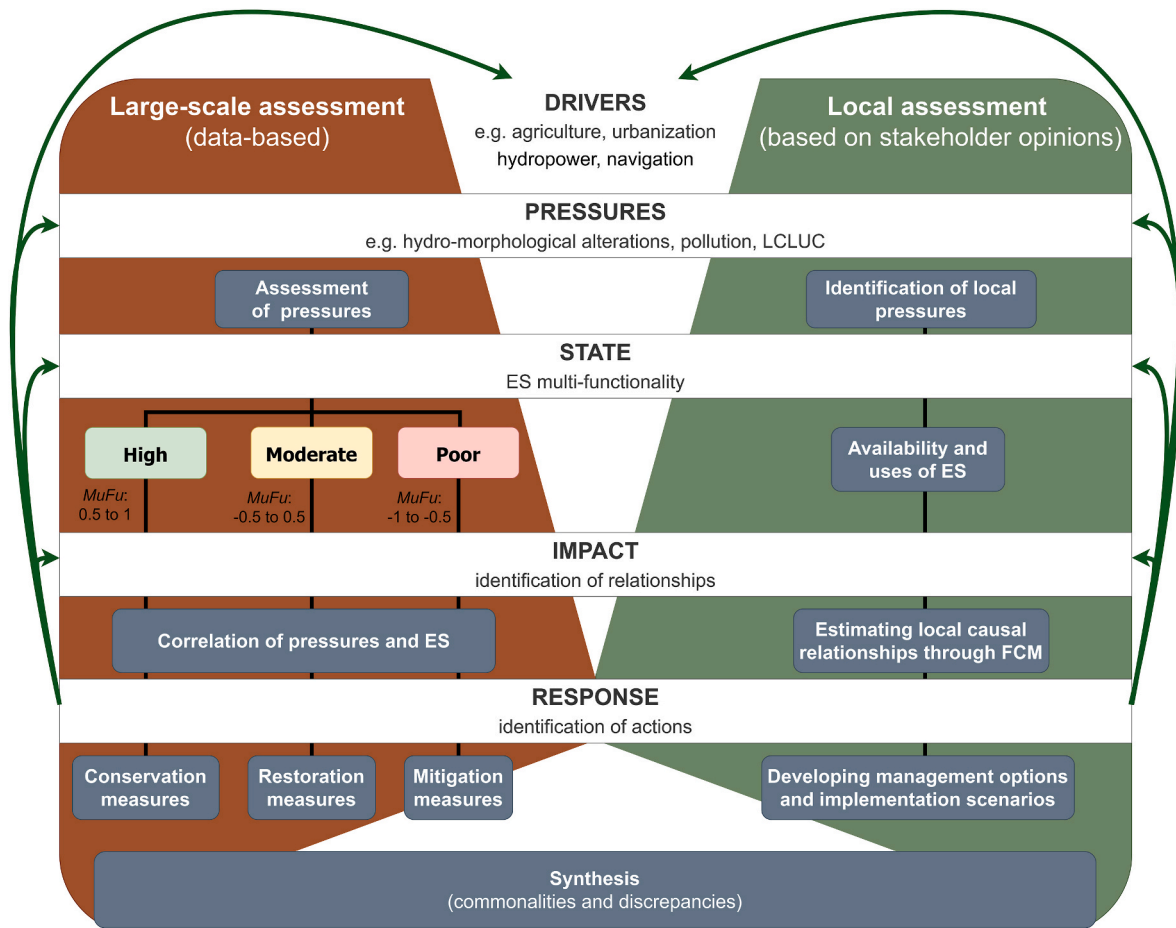 Large-scale assessment
(data-based)
DRIVERS
e.g. agriculture, urbanization
hydropower, navigation
Local assessment
(based on stakeholder opinions)
PRESSURES
e.g. hydro-morphological alterations, pollution, LCLUC
Assessment
of pressures
Identification of local
pressures
STATE
ES multi-functionality
High
Moderate
Poor
MuFu:
0.5 to 1
MuFu:
-0.5 to 0.5
MuFu:
-1 to -0.5
Availability and
uses of ES
IMPACT
identification of relationships
Correlation of pressures and ES
Estimating local causal
relationships through FCM
RESPONSE
identification of actions
Conservation
measures
Restoration
measures
Mitigation
measures
Developing management options
and implementation scenarios
Synthesis
(commonalities and discrepancies)